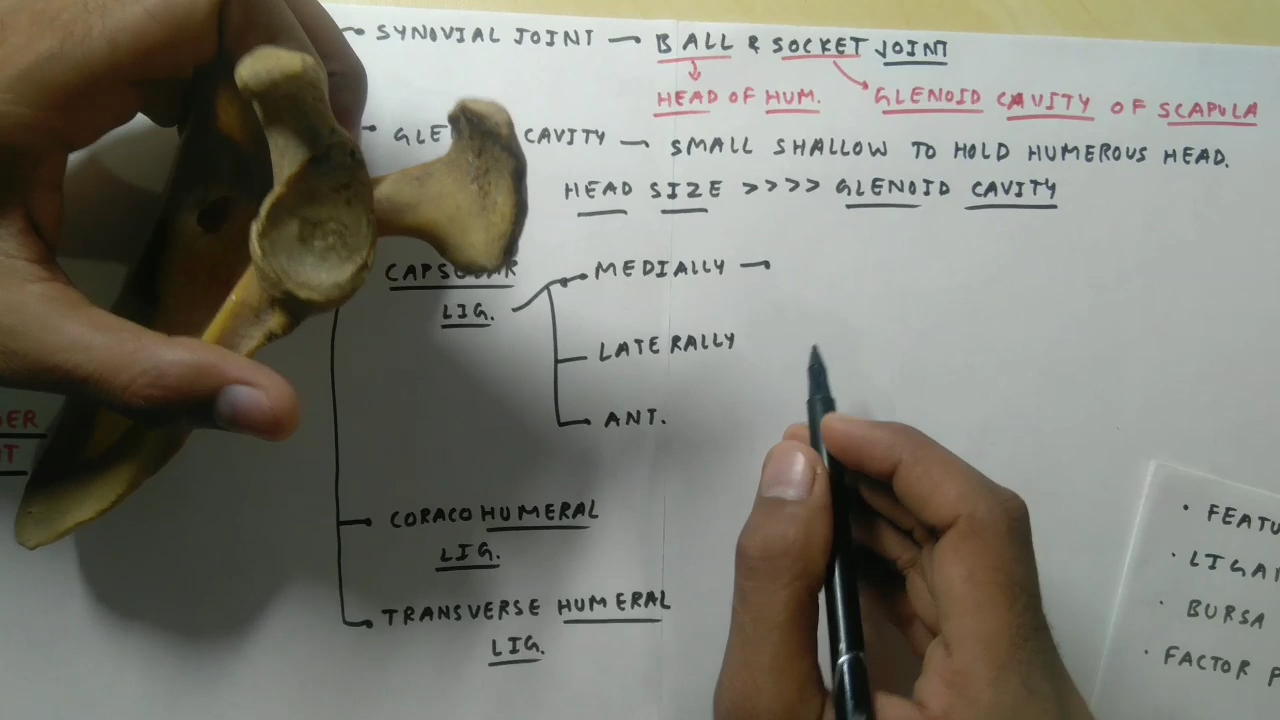 SYNOVIAL JOINT — BALL & SOCKET JOINT
HEAD OF HUM. GLENOID CAVITY OF SCAPULA
CAVITY — SMALL SHALLOW TO HOLD HUMEROUS HEAD.
HEAD SIZE >>>> GLENOID CAVITY
MEDIALLY —
LIG.
LATERALLY
ANT.
CORACO HUMERAL
LIG.
TRANSVERSE HUMERAL
LIG.
• FEATU
• LIGA
• BURSA
• FACTOR